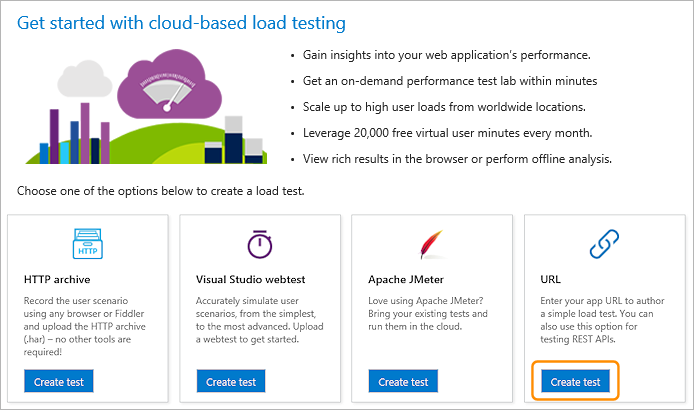 Get started with cloud-based load testing
• Gain insights into your web application's performance.
• Get an on-demand performance test lab within minutes
• Scale up to high user loads from worldwide locations.
• Leverage 20,000 free virtual user minutes every month.
• View rich results in the browser or perform offline analysis.
Choose one of the options below to create a load test.
HTTP
HTTP archive
Record the user scenario
using any browser or Fiddler
and upload the HTTP archive
(.har) – no other tools are
required!
Create test
Visual Studio webtest
Accurately simulate user
scenarios, from the simplest,
to the most advanced. Upload
a webtest to get started.
Create test
Apache JMeter
Love using Apache JMeter?
Bring your existing tests and
run them in the cloud.
Create test
URL
Enter your app URL to author
a simple load test. You can
also use this option for
testing REST APIs.
Create test